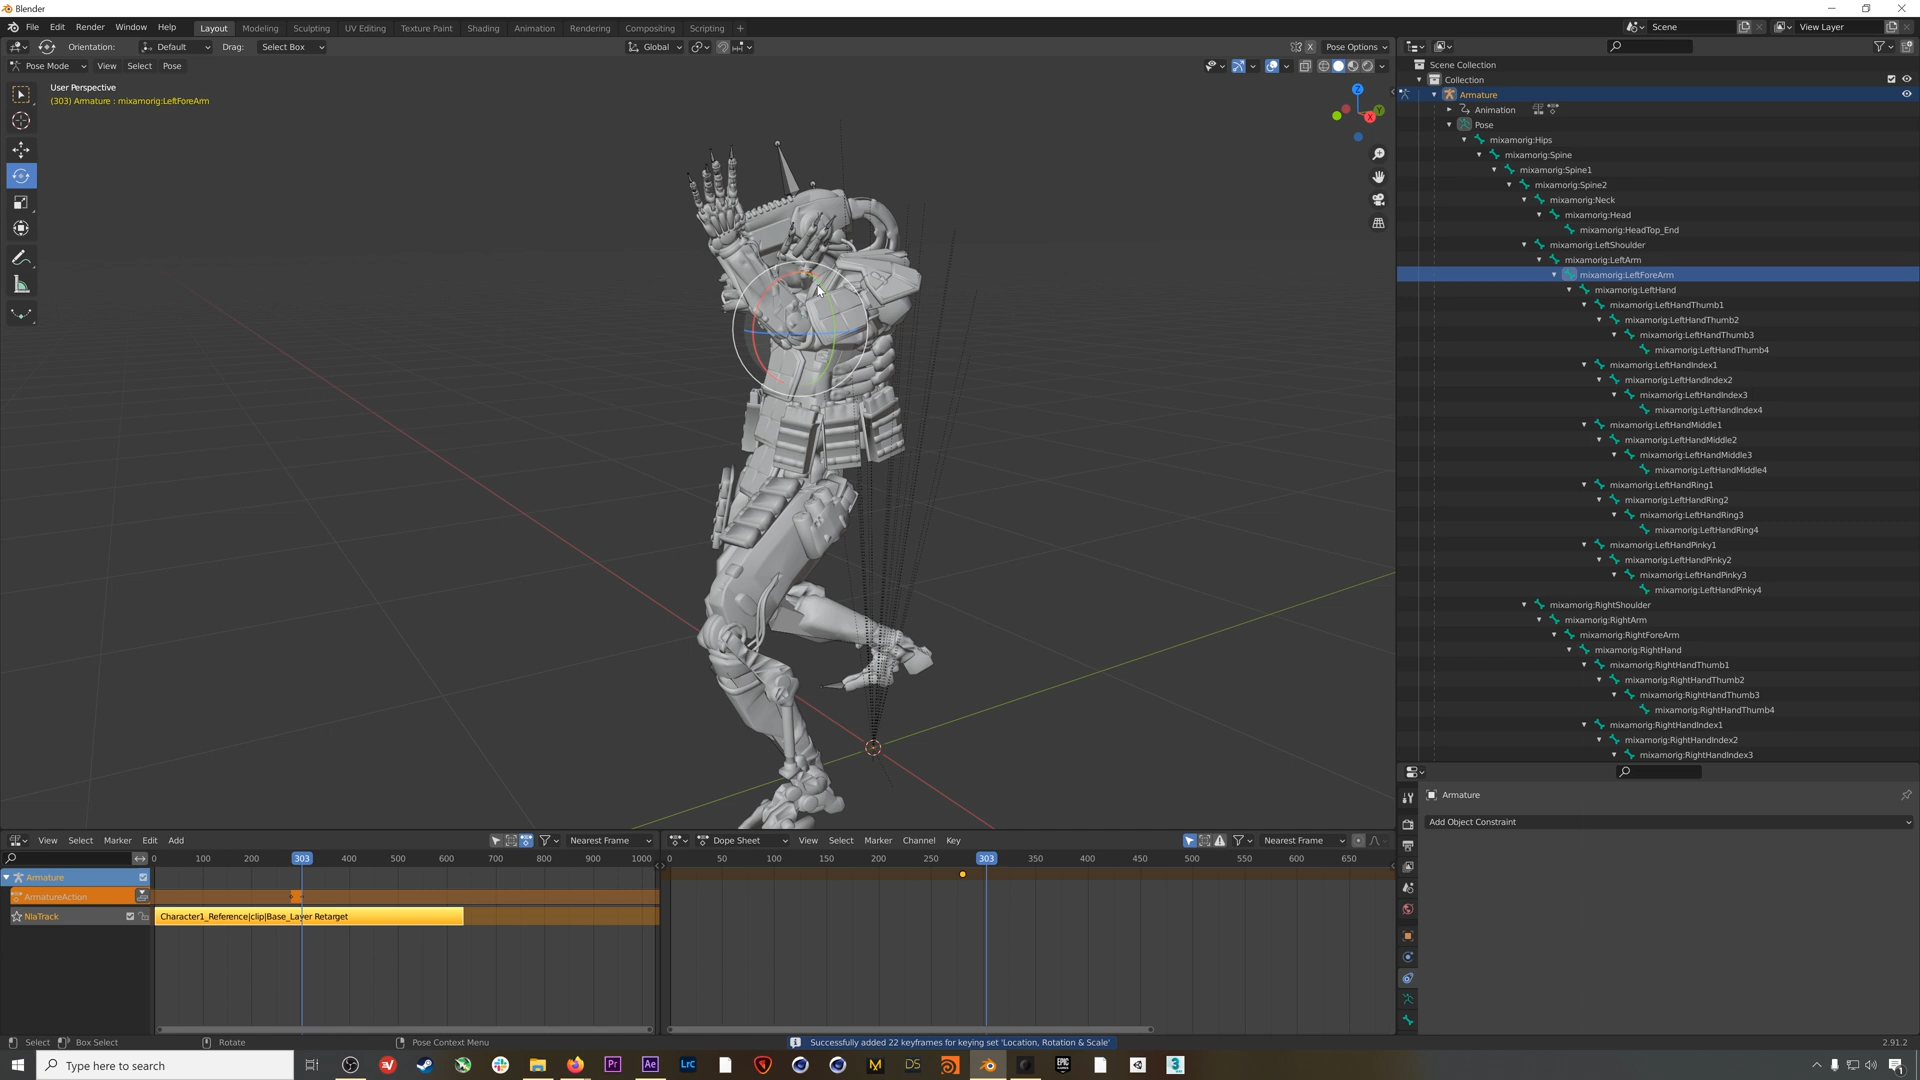 Blender
File Edit Render Window Help Layout Modeling Sculpting UV Editing Texture Paint Shading Animation Rendering Compositing Scripting + Scene View Layer
Orientation: Default Drag: Select Box Global X Pose Options
Pose Mode View Select Pose
User Perspective
(303) Armature : mixamorig:LeftForeArm
Z
Y
X
Scene Collection
Collection
Armature
Animation
Pose
mixamorig:Hips
mixamorig:Spine
mixamorig:Spine1
mixamorig:Spine2
mixamorig:Neck
mixamorig:Head
mixamorig:HeadTop_End
mixamorig:LeftShoulder
mixamorig:LeftArm
mixamorig:LeftForeArm
mixamorig:LeftHand
mixamorig:LeftHandThumb1
mixamorig:LeftHandThumb2
mixamorig:LeftHandThumb3
mixamorig:LeftHandThumb4
mixamorig:LeftHandIndex1
mixamorig:LeftHandIndex2
mixamorig:LeftHandIndex3
mixamorig:LeftHandIndex4
mixamorig:LeftHandMiddle1
mixamorig:LeftHandMiddle2
mixamorig:LeftHandMiddle3
mixamorig:LeftHandMiddle4
mixamorig:LeftHandRing1
mixamorig:LeftHandRing2
mixamorig:LeftHandRing3
mixamorig:LeftHandRing4
mixamorig:LeftHandPinky1
mixamorig:LeftHandPinky2
mixamorig:LeftHandPinky3
mixamorig:LeftHandPinky4
mixamorig:RightShoulder
mixamorig:RightArm
mixamorig:RightForeArm
mixamorig:RightHand
mixamorig:RightHandThumb1
mixamorig:RightHandThumb2
mixamorig:RightHandThumb3
mixamorig:RightHandThumb4
mixamorig:RightHandIndex1
mixamorig:RightHandIndex2
mixamorig:RightHandIndex3
Armature
Add Object Constraint
View Select Marker Edit Add Nearest Frame
0 100 200 303 400 500 600 700 800 900 1000
Armature
ArmatureAction
NlaTrack
Character1_Reference|clip|Base_Layer Retarget
Dope Sheet View Select Marker Channel Key Nearest Frame
0 50 100 150 200 250 303 350 400 450 500 550 600 650
Select Box Select Rotate Pose Context Menu Successfully added 22 keyframes for keying set 'Location, Rotation & Scale' 2.91.2
Type here to search
Pr Ae LrC M DS EPIC GAMES 3
1